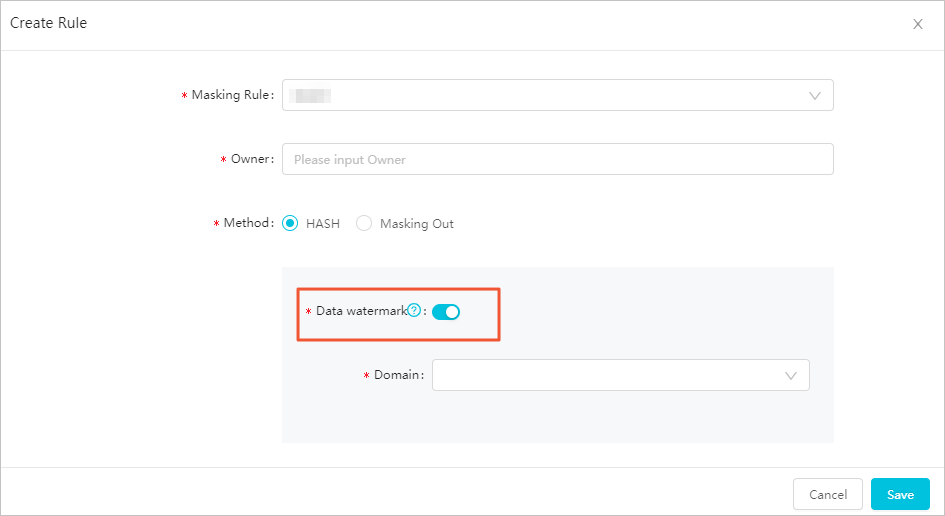 Create Rule
* Masking Rule:
* Owner: Please input Owner
* Method: HASH Masking Out
* Data watermark ? :
* Domain:
Cancel Save